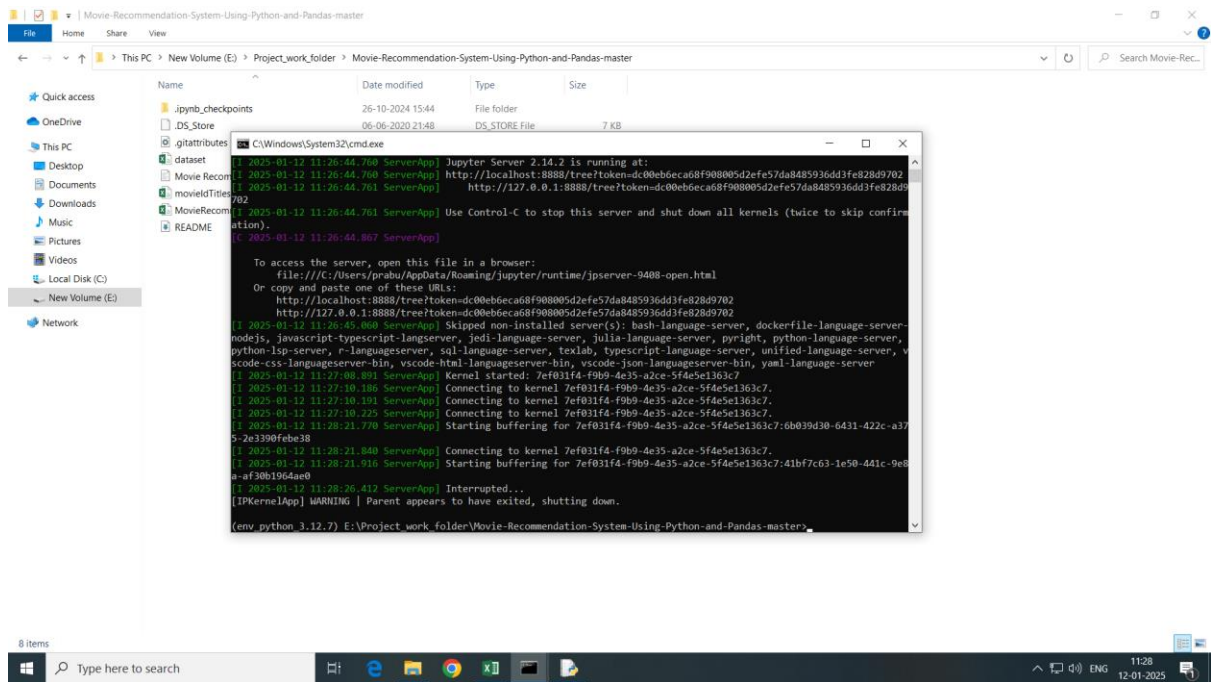 Movie-Recommendation-System-Using-Python-and-Pandas-master
File Home Share View
This PC > New Volume (E:) > Project_work_folder > Movie-Recommendation-System-Using-Python-and-Pandas-master
Search Movie-Rec...
Name Date modified Type Size
Quick access
OneDrive
This PC
Desktop
Documents
Downloads
Music
Pictures
Videos
Local Disk (C:)
New Volume (E:)
Network
.ipynb_checkpoints 26-10-2024 15:44 File folder
.DS_Store 06-06-2020 21:48 DS_STORE File 7 KB
.gitattributes
dataset
Movie Recom
movieIdTitles
MovieRecom
README
C:\Windows\System32\cmd.exe
[I 2025-01-12 11:26:44.760 ServerApp] Jupyter Server 2.14.2 is running at:
[I 2025-01-12 11:26:44.760 ServerApp] http://localhost:8888/tree?token=dc00eb6eca68f908005d2efe57da8485936dd3fe828d9702
[I 2025-01-12 11:26:44.761 ServerApp] http://127.0.0.1:8888/tree?token=dc00eb6eca68f908005d2efe57da8485936dd3fe828d9
702
[I 2025-01-12 11:26:44.761 ServerApp] Use Control-C to stop this server and shut down all kernels (twice to skip confirm
ation).
[C 2025-01-12 11:26:44.867 ServerApp]
To access the server, open this file in a browser:
file:///C:/Users/prabu/AppData/Roaming/jupyter/runtime/jpserver-9408-open.html
Or copy and paste one of these URLs:
http://localhost:8888/tree?token=dc00eb6eca68f908005d2efe57da8485936dd3fe828d9702
http://127.0.0.1:8888/tree?token=dc00eb6eca68f908005d2efe57da8485936dd3fe828d9702
[I 2025-01-12 11:26:45.060 ServerApp] Skipped non-installed server(s): bash-language-server, dockerfile-language-server-
nodejs, javascript-typescript-langserver, jedi-language-server, julia-language-server, pyright, python-language-server,
python-lsp-server, r-languageserver, sql-language-server, texlab, typescript-language-server, unified-language-server, v
scode-css-languageserver-bin, vscode-html-languageserver-bin, vscode-json-languageserver-bin, yaml-language-server
[I 2025-01-12 11:27:08.891 ServerApp] Kernel started: 7ef031f4-f9b9-4e35-a2ce-5f4e5e1363c7
[I 2025-01-12 11:27:10.186 ServerApp] Connecting to kernel 7ef031f4-f9b9-4e35-a2ce-5f4e5e1363c7.
[I 2025-01-12 11:27:10.191 ServerApp] Connecting to kernel 7ef031f4-f9b9-4e35-a2ce-5f4e5e1363c7.
[I 2025-01-12 11:27:10.225 ServerApp] Connecting to kernel 7ef031f4-f9b9-4e35-a2ce-5f4e5e1363c7.
[I 2025-01-12 11:28:21.770 ServerApp] Starting buffering for 7ef031f4-f9b9-4e35-a2ce-5f4e5e1363c7:6b039d30-6431-422c-a37
5-2e3390febe38
[I 2025-01-12 11:28:21.840 ServerApp] Connecting to kernel 7ef031f4-f9b9-4e35-a2ce-5f4e5e1363c7.
[I 2025-01-12 11:28:21.916 ServerApp] Starting buffering for 7ef031f4-f9b9-4e35-a2ce-5f4e5e1363c7:41bf7c63-1e50-441c-9e8
a-af30b1964ae0
[I 2025-01-12 11:28:26.412 ServerApp] Interrupted...
[IPKernelApp] WARNING | Parent appears to have exited, shutting down.
(env_python_3.12.7) E:\Project_work_folder\Movie-Recommendation-System-Using-Python-and-Pandas-master>
8 items
Type here to search
ENG
11:28
12-01-2025